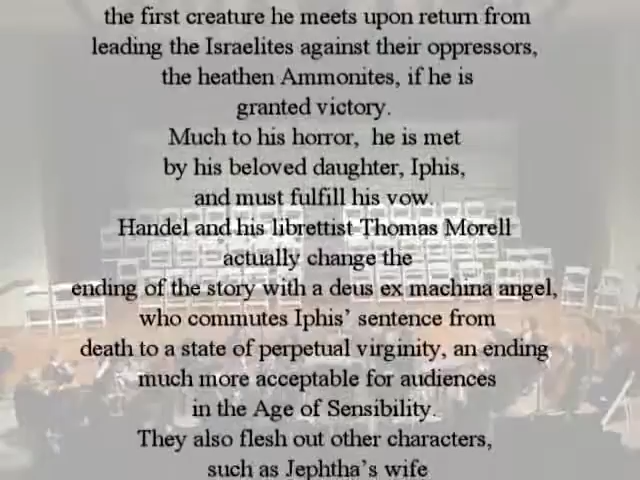 the first creature he meets upon return from
leading the Israelites against their oppressors,
the heathen Ammonites, if he is
granted victory.
Much to his horror,  he is met
by his beloved daughter, Iphis,
and must fulfill his vow.
Handel and his librettist Thomas Morell
actually change the
ending of the story with a deus ex machina angel,
who commutes Iphis’ sentence from
death to a state of perpetual virginity, an ending
much more acceptable for audiences
in the Age of Sensibility.
They also flesh out other characters,
such as Jephtha’s wife